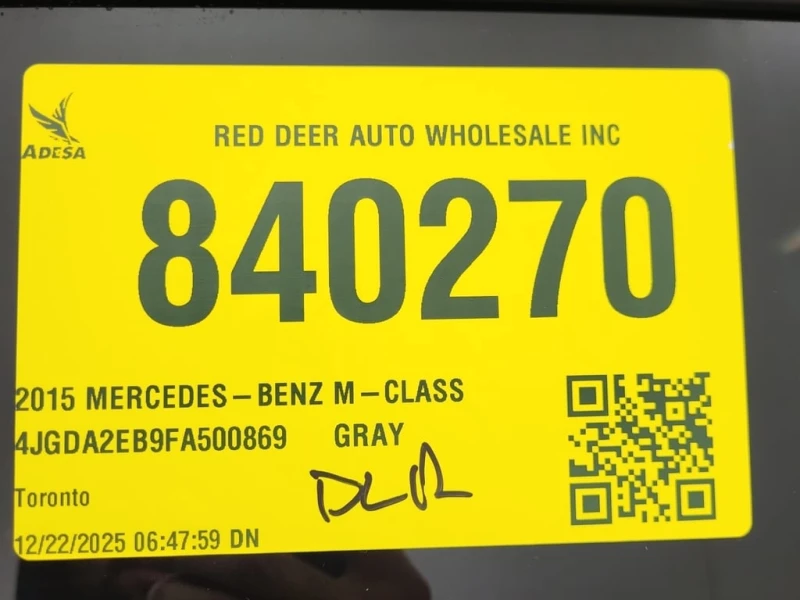 ADESA
RED DEER AUTO WHOLESALE INC
840270
2015 MERCEDES-BENZ M-CLASS
4JGDA2EB9FA500869 GRAY
DLR
Toronto
12/22/2025 06:47:59 DN